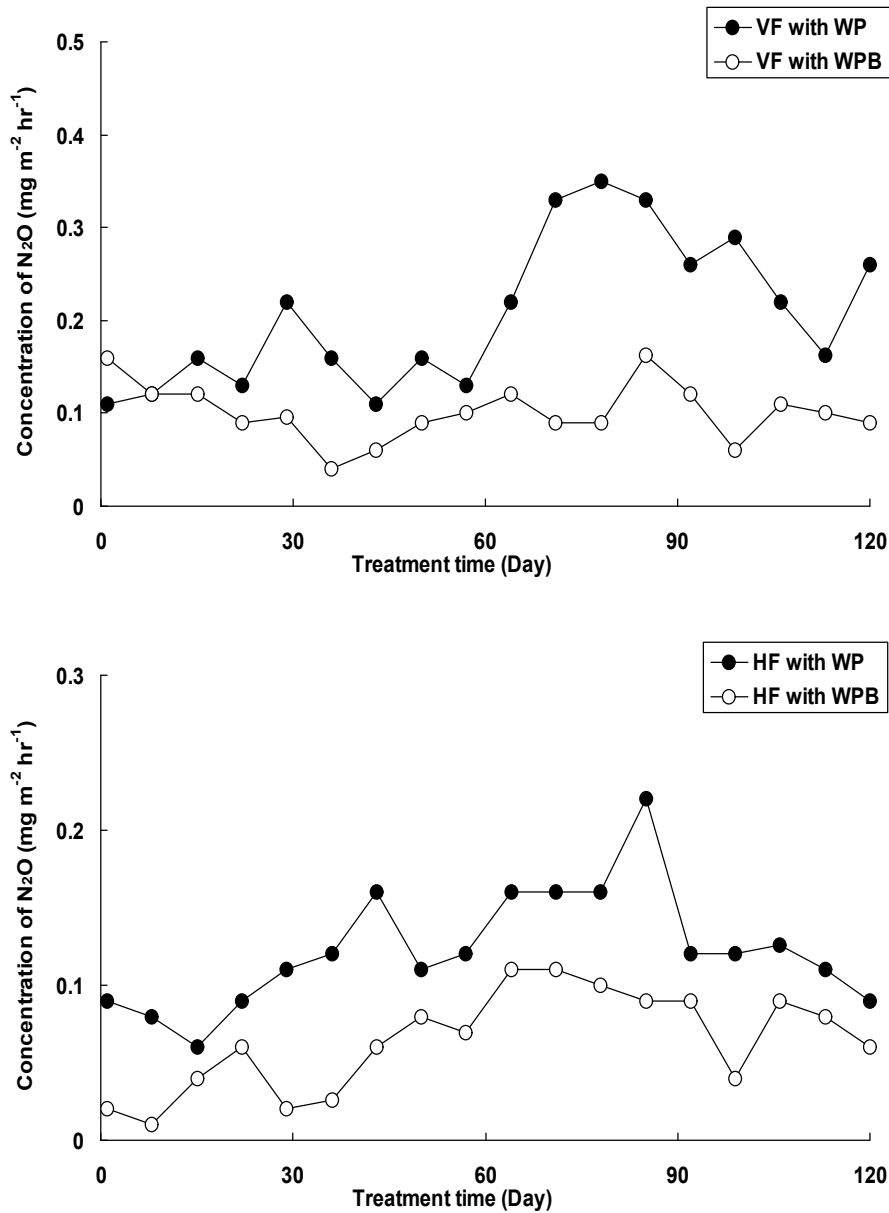 VF with WP
VF with WPB
Concentration of N₂O (mg m⁻² hr⁻¹)
0.5
0.4
0.3
0.2
0.1
0
0 30 60 90 120
Treatment time (Day)
HF with WP
HF with WPB
Concentration of N₂O (mg m⁻² hr⁻¹)
0.3
0.2
0.1
0
0 30 60 90 120
Treatment time (Day)